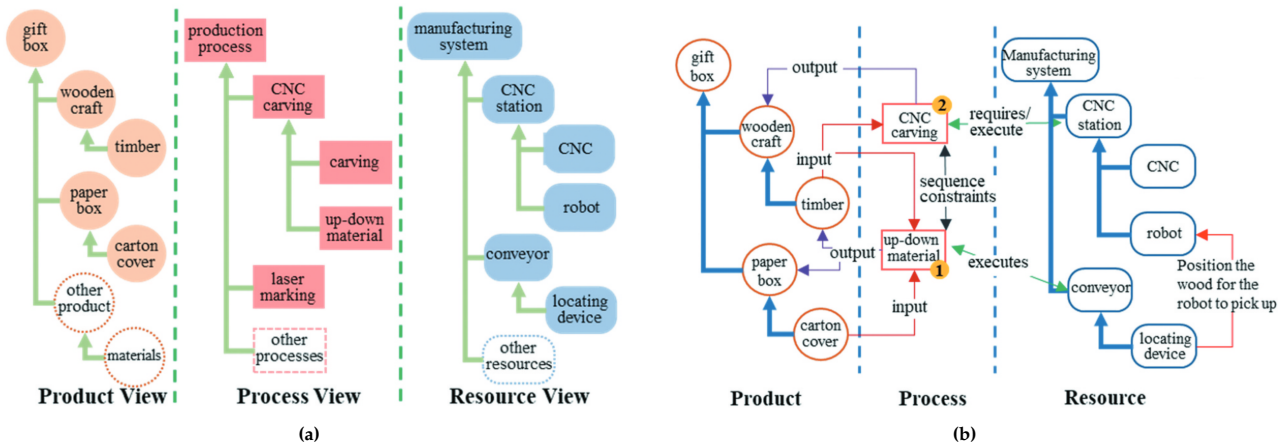 gift
box
wooden
craft
timber
paper
box
carton
cover
other
product
materials
Product View
production
process
CNC
carving
carving
up-down
material
laser
marking
other
processes
Process View
manufacturing
system
CNC
station
CNC
robot
conveyor
locating
device
other
resources
Resource View
(a)
gift
box
wooden
craft
timber
paper
box
carton
cover
Product
output
input
output
input
CNC
carving
2
sequence
constraints
up-down
material
1
Process
requires/
execute
executes
Manufacturing
system
CNC
station
CNC
robot
Position the
wood for the
robot to pick up
conveyor
locating
device
Resource
(b)